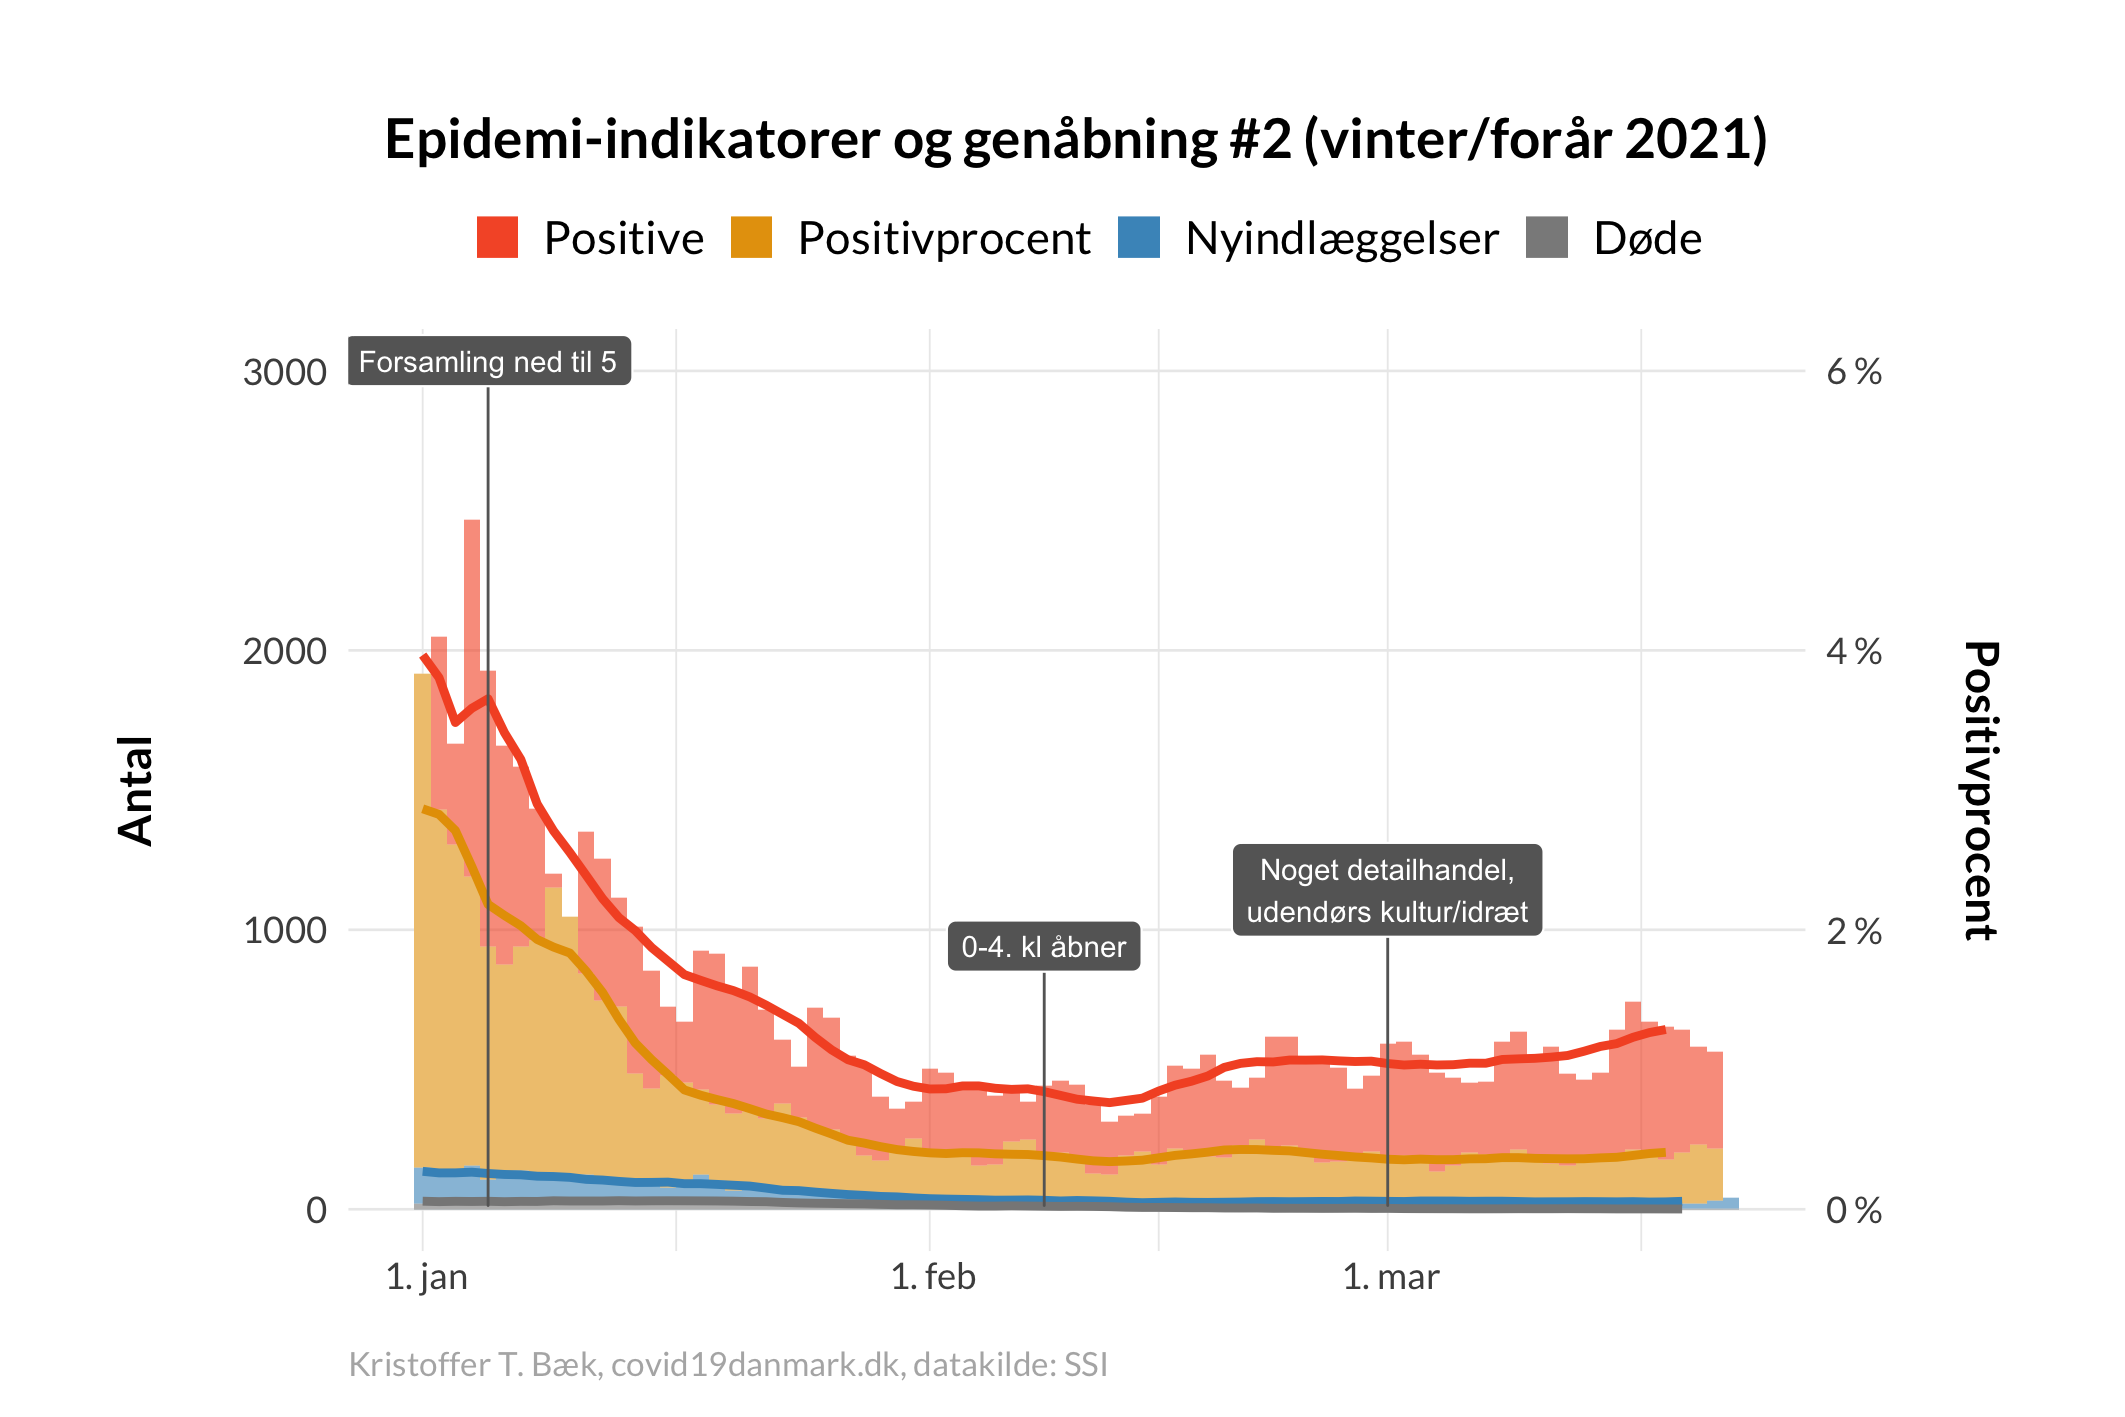 Epidemi-indikatorer og genåbning #2 (vinter/forår 2021)
Positive
Positivprocent
Nyindlæggelser
Døde
Forsamling ned til 5
0-4. kl åbner
Noget detailhandel,
udendørs kultur/idræt
3000
2000
1000
0
6 %
4 %
2 %
0 %
Antal
Positivprocent
1. jan
1. feb
1. mar
Kristoffer T. Bæk, covid19danmark.dk, datakilde: SSI